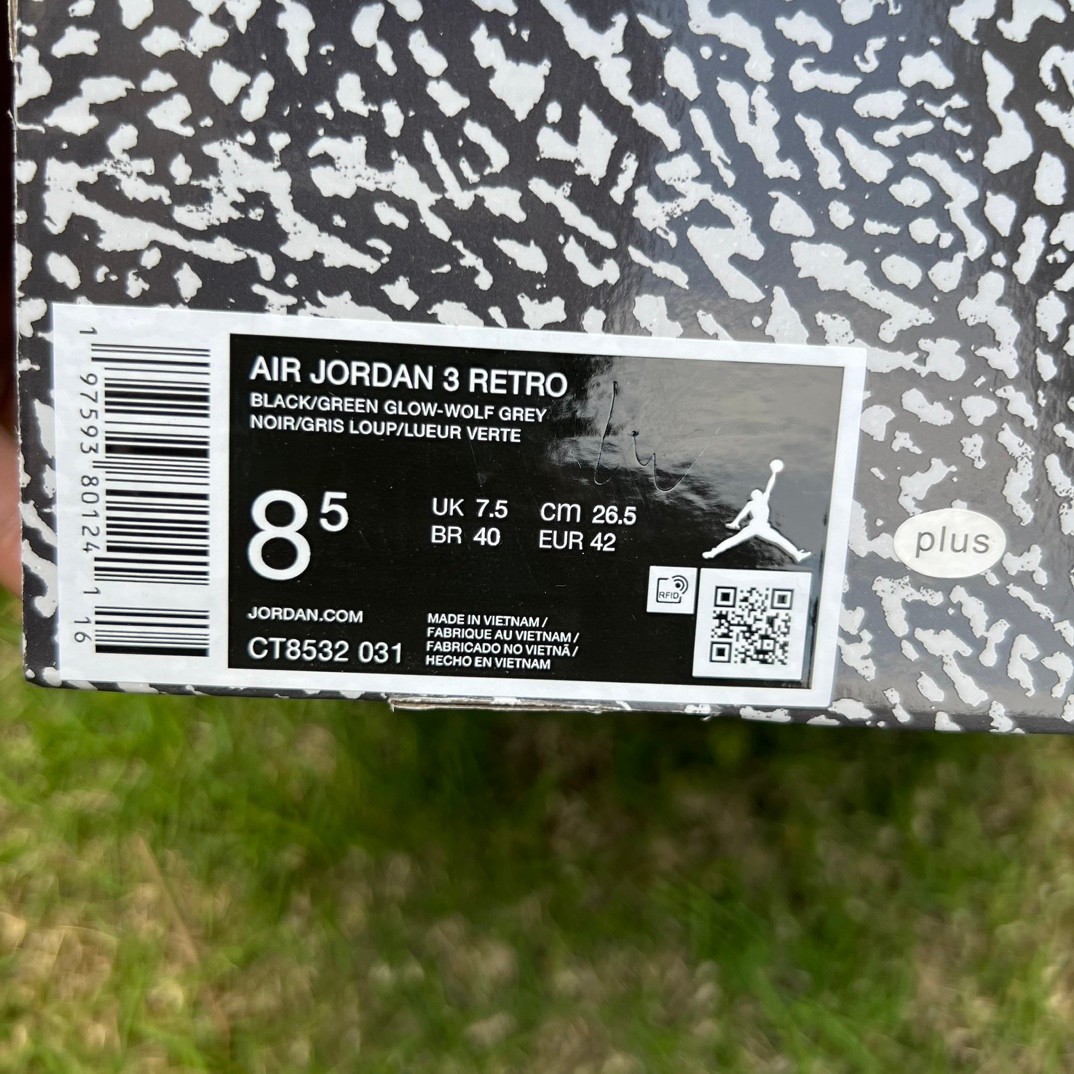 AIR JORDAN 3 RETRO
BLACK/GREEN GLOW-WOLF GREY
NOIR/GRIS LOUP/LUEUR VERTE
8⁵
UK 7.5 cm 26.5
BR 40 EUR 42
JORDAN.COM
CT8532 031
MADE IN VIETNAM /
FABRIQUE AU VIETNAM /
FABRICADO NO VIETNÃ /
HECHO EN VIETNAM
RFID
plus
1 97593 80124 1 16